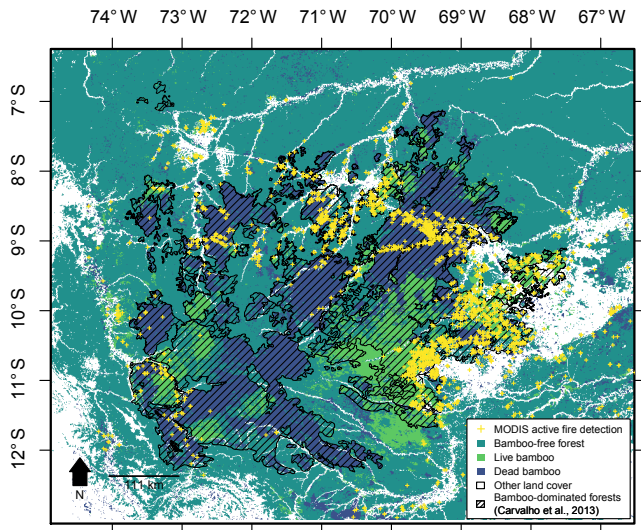 74°W 73°W 72°W 71°W 70°W 69°W 68°W 67°W
7°S
8°S
9°S
10°S
11°S
12°S
MODIS active fire detection
Bamboo-free forest
Live bamboo
Dead bamboo
Other land cover
Bamboo-dominated forests
(Carvalho et al., 2013)
N
111 km